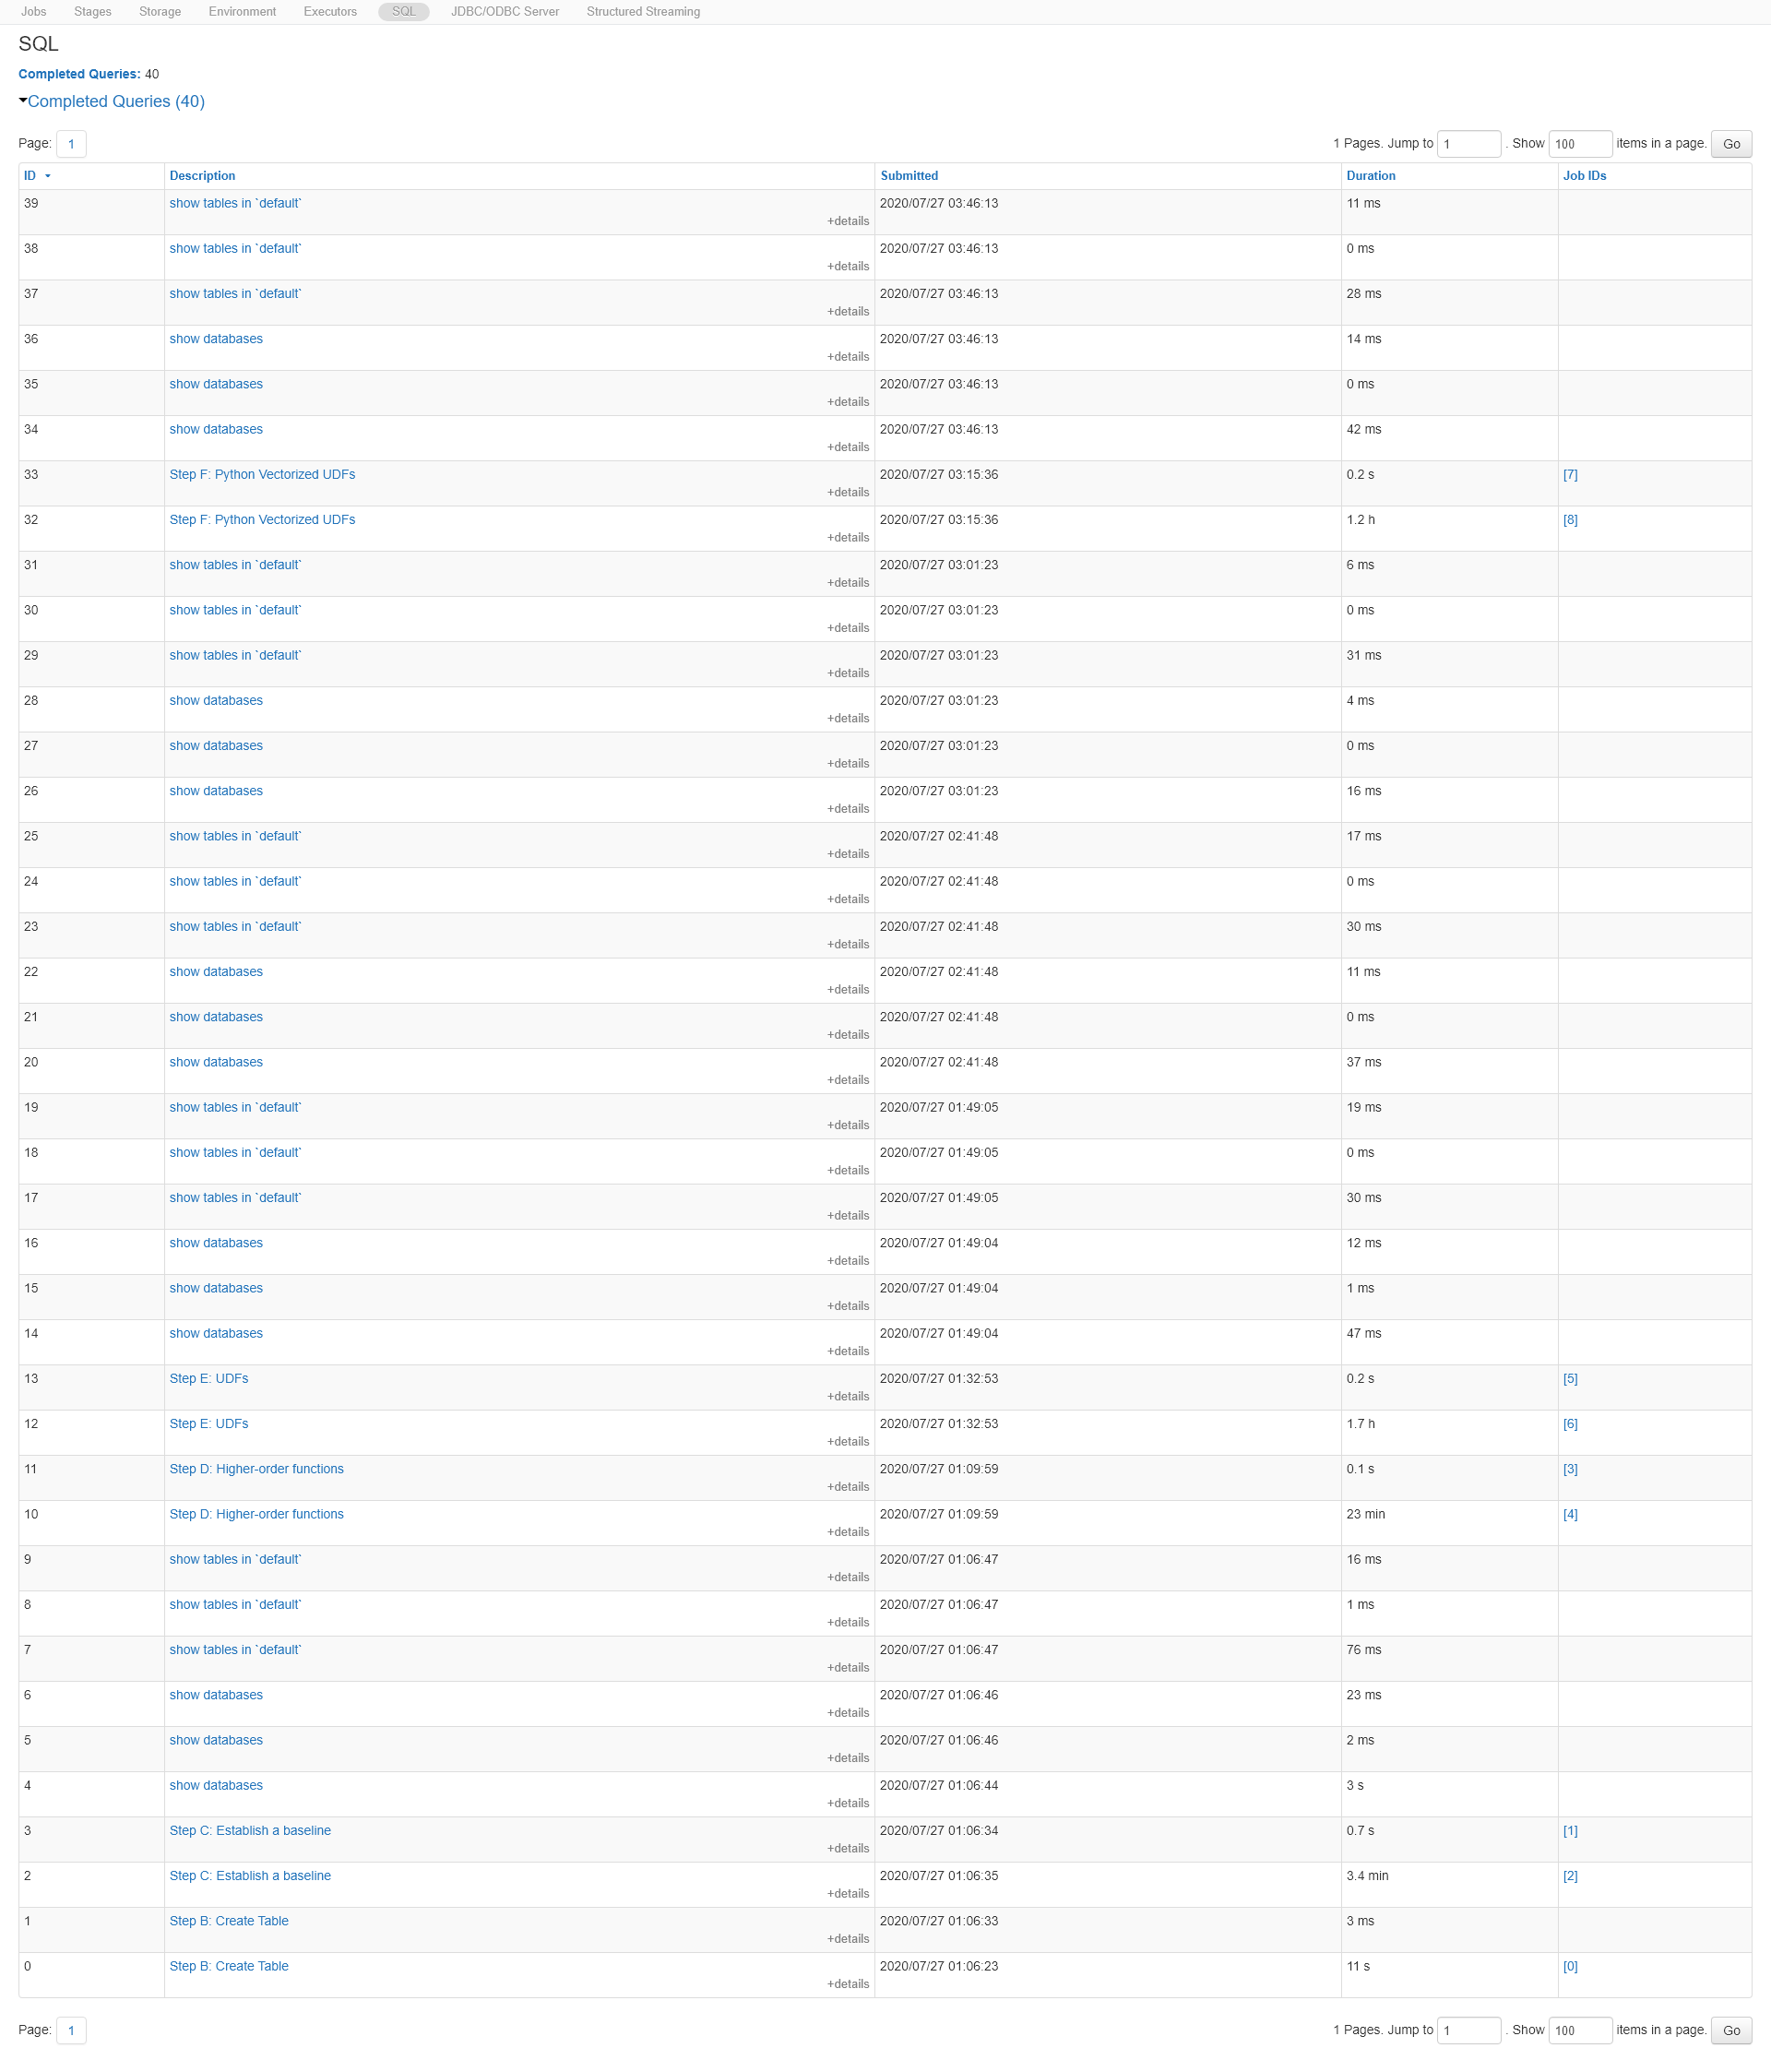 Jobs Stages Storage Environment Executors SQL JDBC/ODBC Server Structured Streaming
SQL
Completed Queries: 40
Completed Queries (40)
Page: 1 1 Pages. Jump to 1 . Show 100 items in a page. Go
ID Description Submitted Duration Job IDs
39 show tables in `default` 2020/07/27 03:46:13 11 ms
+details
38 show tables in `default` 2020/07/27 03:46:13 0 ms
+details
37 show tables in `default` 2020/07/27 03:46:13 28 ms
+details
36 show databases 2020/07/27 03:46:13 14 ms
+details
35 show databases 2020/07/27 03:46:13 0 ms
+details
34 show databases 2020/07/27 03:46:13 42 ms
+details
33 Step F: Python Vectorized UDFs 2020/07/27 03:15:36 0.2 s [7]
+details
32 Step F: Python Vectorized UDFs 2020/07/27 03:15:36 1.2 h [8]
+details
31 show tables in `default` 2020/07/27 03:01:23 6 ms
+details
30 show tables in `default` 2020/07/27 03:01:23 0 ms
+details
29 show tables in `default` 2020/07/27 03:01:23 31 ms
+details
28 show databases 2020/07/27 03:01:23 4 ms
+details
27 show databases 2020/07/27 03:01:23 0 ms
+details
26 show databases 2020/07/27 03:01:23 16 ms
+details
25 show tables in `default` 2020/07/27 02:41:48 17 ms
+details
24 show tables in `default` 2020/07/27 02:41:48 0 ms
+details
23 show tables in `default` 2020/07/27 02:41:48 30 ms
+details
22 show databases 2020/07/27 02:41:48 11 ms
+details
21 show databases 2020/07/27 02:41:48 0 ms
+details
20 show databases 2020/07/27 02:41:48 37 ms
+details
19 show tables in `default` 2020/07/27 01:49:05 19 ms
+details
18 show tables in `default` 2020/07/27 01:49:05 0 ms
+details
17 show tables in `default` 2020/07/27 01:49:05 30 ms
+details
16 show databases 2020/07/27 01:49:04 12 ms
+details
15 show databases 2020/07/27 01:49:04 1 ms
+details
14 show databases 2020/07/27 01:49:04 47 ms
+details
13 Step E: UDFs 2020/07/27 01:32:53 0.2 s [5]
+details
12 Step E: UDFs 2020/07/27 01:32:53 1.7 h [6]
+details
11 Step D: Higher-order functions 2020/07/27 01:09:59 0.1 s [3]
+details
10 Step D: Higher-order functions 2020/07/27 01:09:59 23 min [4]
+details
9 show tables in `default` 2020/07/27 01:06:47 16 ms
+details
8 show tables in `default` 2020/07/27 01:06:47 1 ms
+details
7 show tables in `default` 2020/07/27 01:06:47 76 ms
+details
6 show databases 2020/07/27 01:06:46 23 ms
+details
5 show databases 2020/07/27 01:06:46 2 ms
+details
4 show databases 2020/07/27 01:06:44 3 s
+details
3 Step C: Establish a baseline 2020/07/27 01:06:34 0.7 s [1]
+details
2 Step C: Establish a baseline 2020/07/27 01:06:35 3.4 min [2]
+details
1 Step B: Create Table 2020/07/27 01:06:33 3 ms
+details
0 Step B: Create Table 2020/07/27 01:06:23 11 s [0]
+details
Page: 1 1 Pages. Jump to 1 . Show 100 items in a page. Go